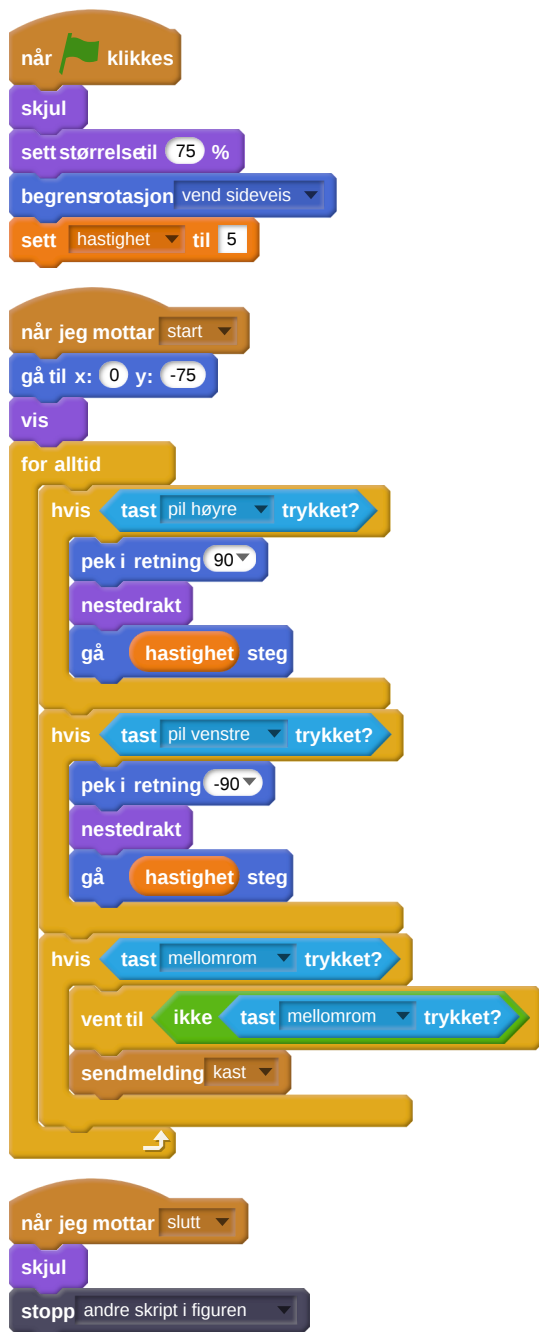 når klikkes
skjul
sett størrelse til 75 %
begrens rotasjon vend sideveis
sett hastighet til 5
når jeg mottar start
gå til x: 0 y: -75
vis
for alltid
hvis tast pil høyre trykket?
pek i retning 90
neste drakt
gå hastighet steg
hvis tast pil venstre trykket?
pek i retning -90
neste drakt
gå hastighet steg
hvis tast mellomrom trykket?
vent til ikke tast mellomrom trykket?
send melding kast
når jeg mottar slutt
skjul
stopp andre skript i figuren